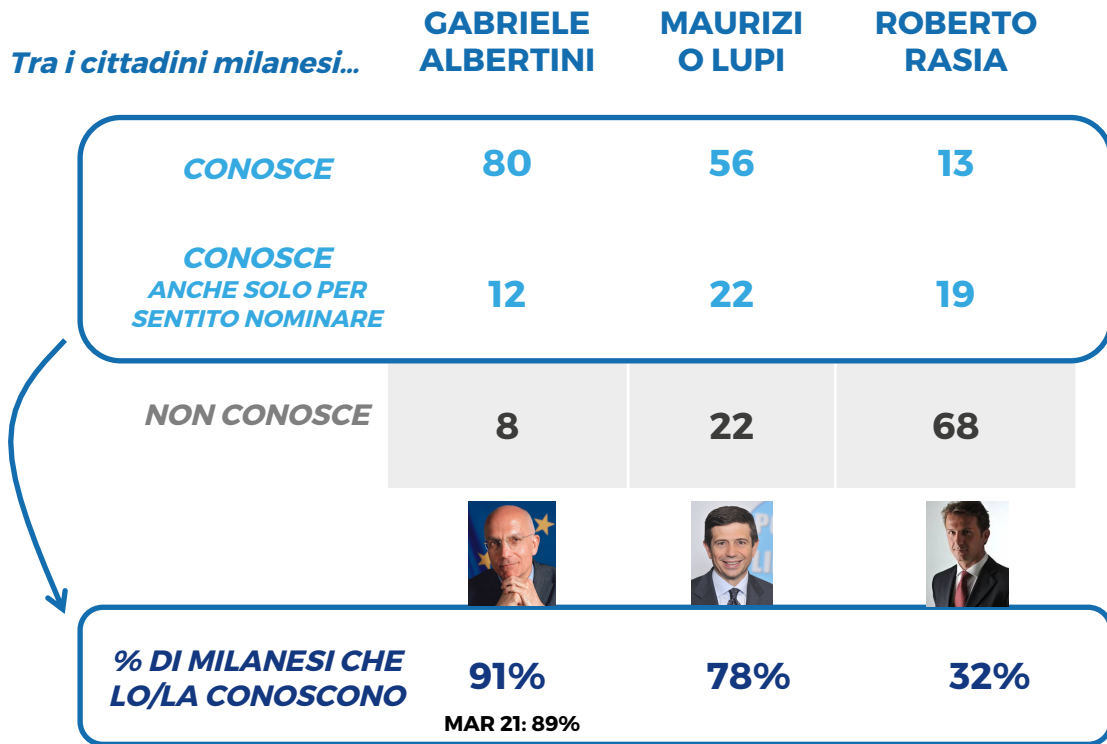 GABRIELE MAURIZI ROBERTO
Tra i cittadini milanesi... ALBERTINI O LUPI RASIA
CONOSCE 80 56 13
CONOSCE
ANCHE SOLO PER
SENTITO NOMINARE 12 22 19
NON CONOSCE 8 22 68
% DI MILANESI CHE
LO/LA CONOSCONO 91% 78% 32%
MAR 21: 89%